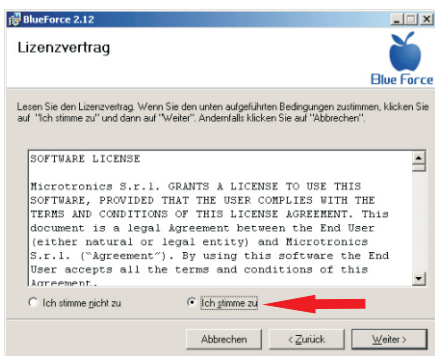 BlueForce 2.12
Lizenzvertrag
Blue Force
Lesen Sie den Lizenzvertrag. Wenn Sie den unten aufgeführten Bedingungen zustimmen, klicken Sie
auf "Ich stimme zu" und dann auf "Weiter". Andernfalls klicken Sie auf "Abbrechen".
SOFTWARE LICENSE
Microtronics S.r.l. GRANTS A LICENSE TO USE THIS
SOFTWARE, PROVIDED THAT THE USER COMPLIES WITH THE
TERMS AND CONDITIONS OF THIS LICENSE AGREEMENT. This
document is a legal Agreement between the End User
(either natural or legal entity) and Microtronics
S.r.l. ("Agreement"). By using this software the End
User accepts all the terms and conditions of this
Agreement.
Ich stimme nicht zu
Ich stimme zu
Abbrechen
< Zurück
Weiter >